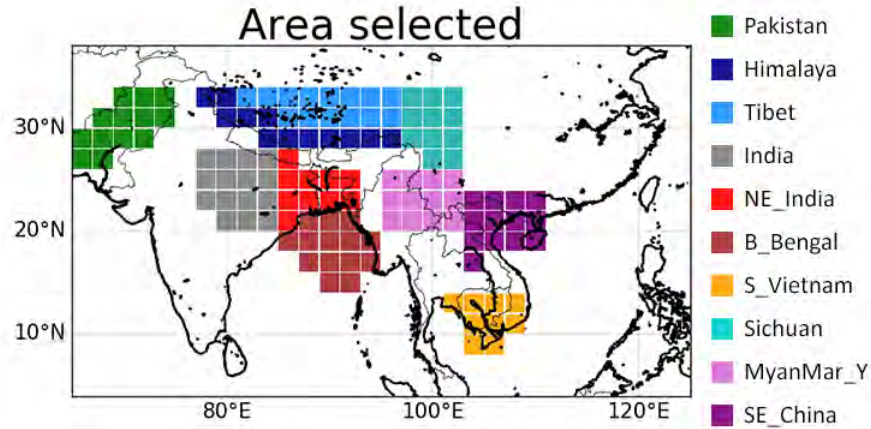 Area selected
30°N
20°N
10°N
80°E
100°E
120°E
Pakistan
Himalaya
Tibet
India
NE_India
B_Bengal
S_Vietnam
Sichuan
MyanMar_Y
SE_China